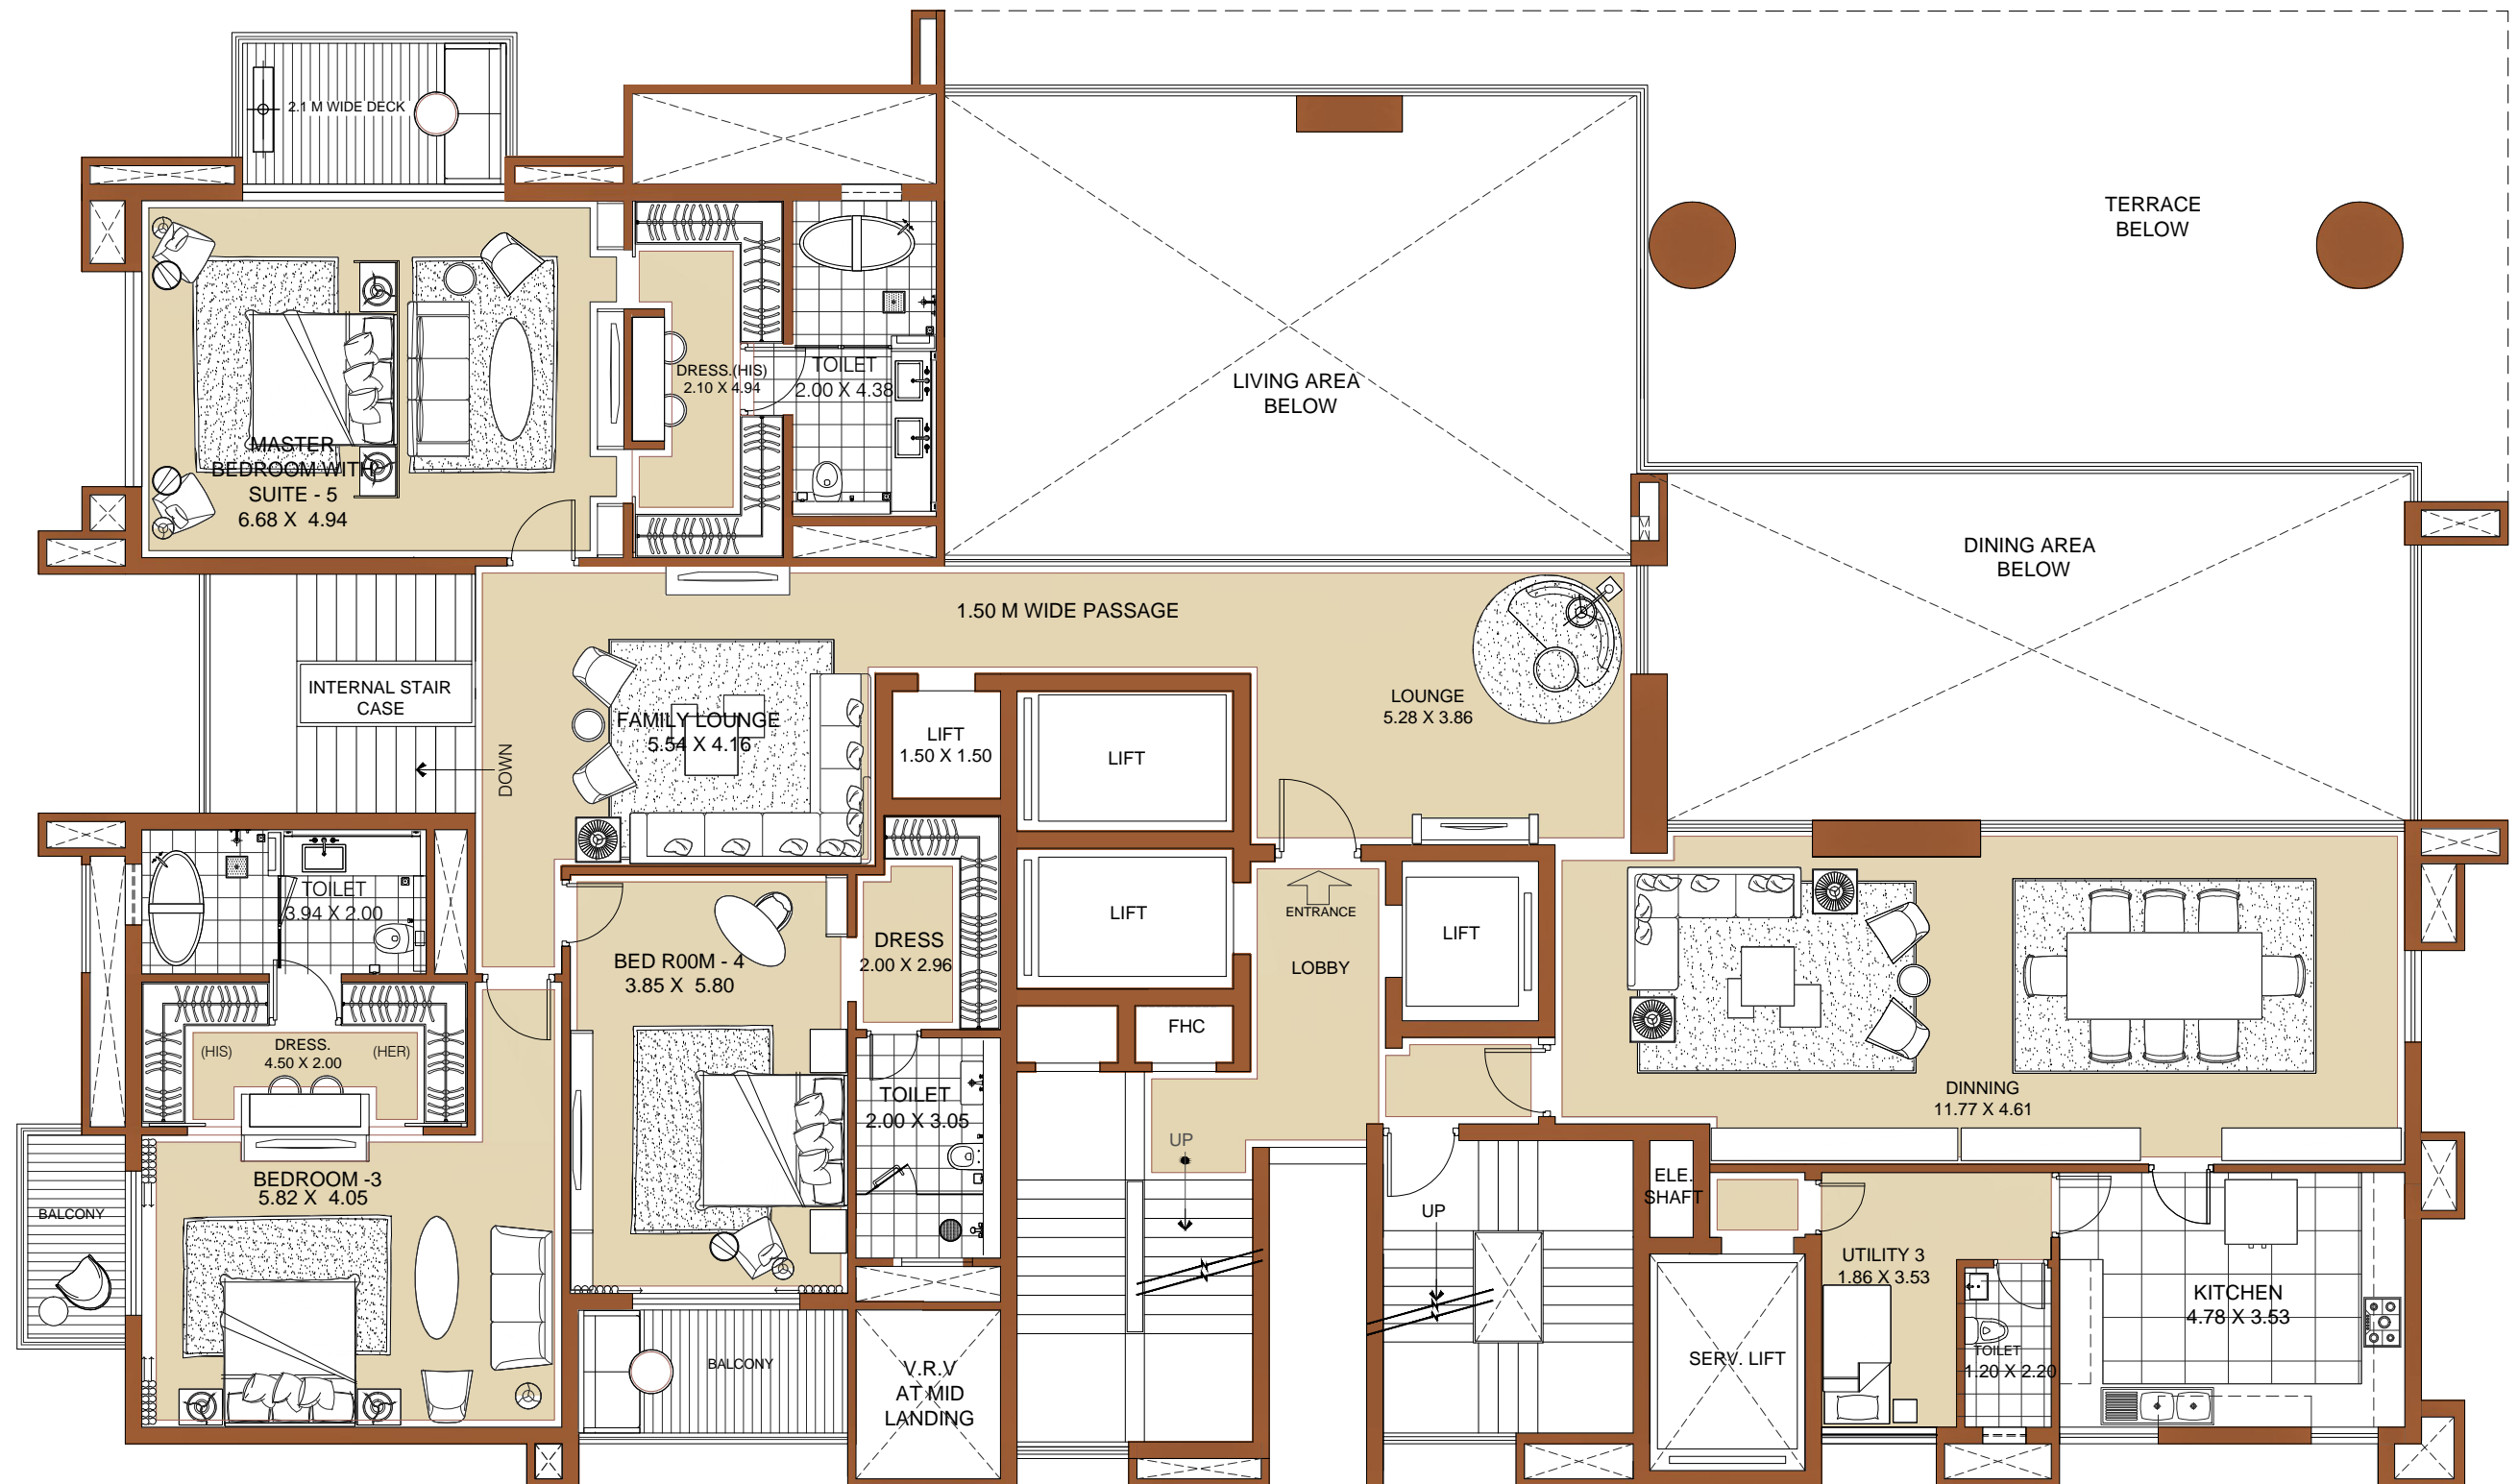 2.1 M WIDE DECK
TERRACE
BELOW
LIVING AREA
BELOW
DRESS.(HIS)
2.10 X 4.94
TOILET
2.00 X 4.38
MASTER
BEDROOM WITH
SUITE - 5
6.68 X 4.94
DINING AREA
BELOW
1.50 M WIDE PASSAGE
INTERNAL STAIR
CASE
DOWN
FAMILY LOUNGE
5.54 X 4.16
LIFT
1.50 X 1.50
LIFT
LOUNGE
5.28 X 3.86
TOILET
3.94 X 2.00
BED R00M - 4
3.85 X 5.80
DRESS
2.00 X 2.96
LIFT
ENTRANCE
LOBBY
LIFT
FHC
(HIS)
DRESS.
4.50 X 2.00
(HER)
TOILET
2.00 X 3.05
DINNING
11.77 X 4.61
UP
BEDROOM -3
5.82 X 4.05
BALCONY
UP
ELE.
SHAFT
UTILITY 3
1.86 X 3.53
KITCHEN
4.78 X 3.53
TOILET
1.20 X 2.20
SERV. LIFT
BALCONY
V.R.V
AT MID
LANDING